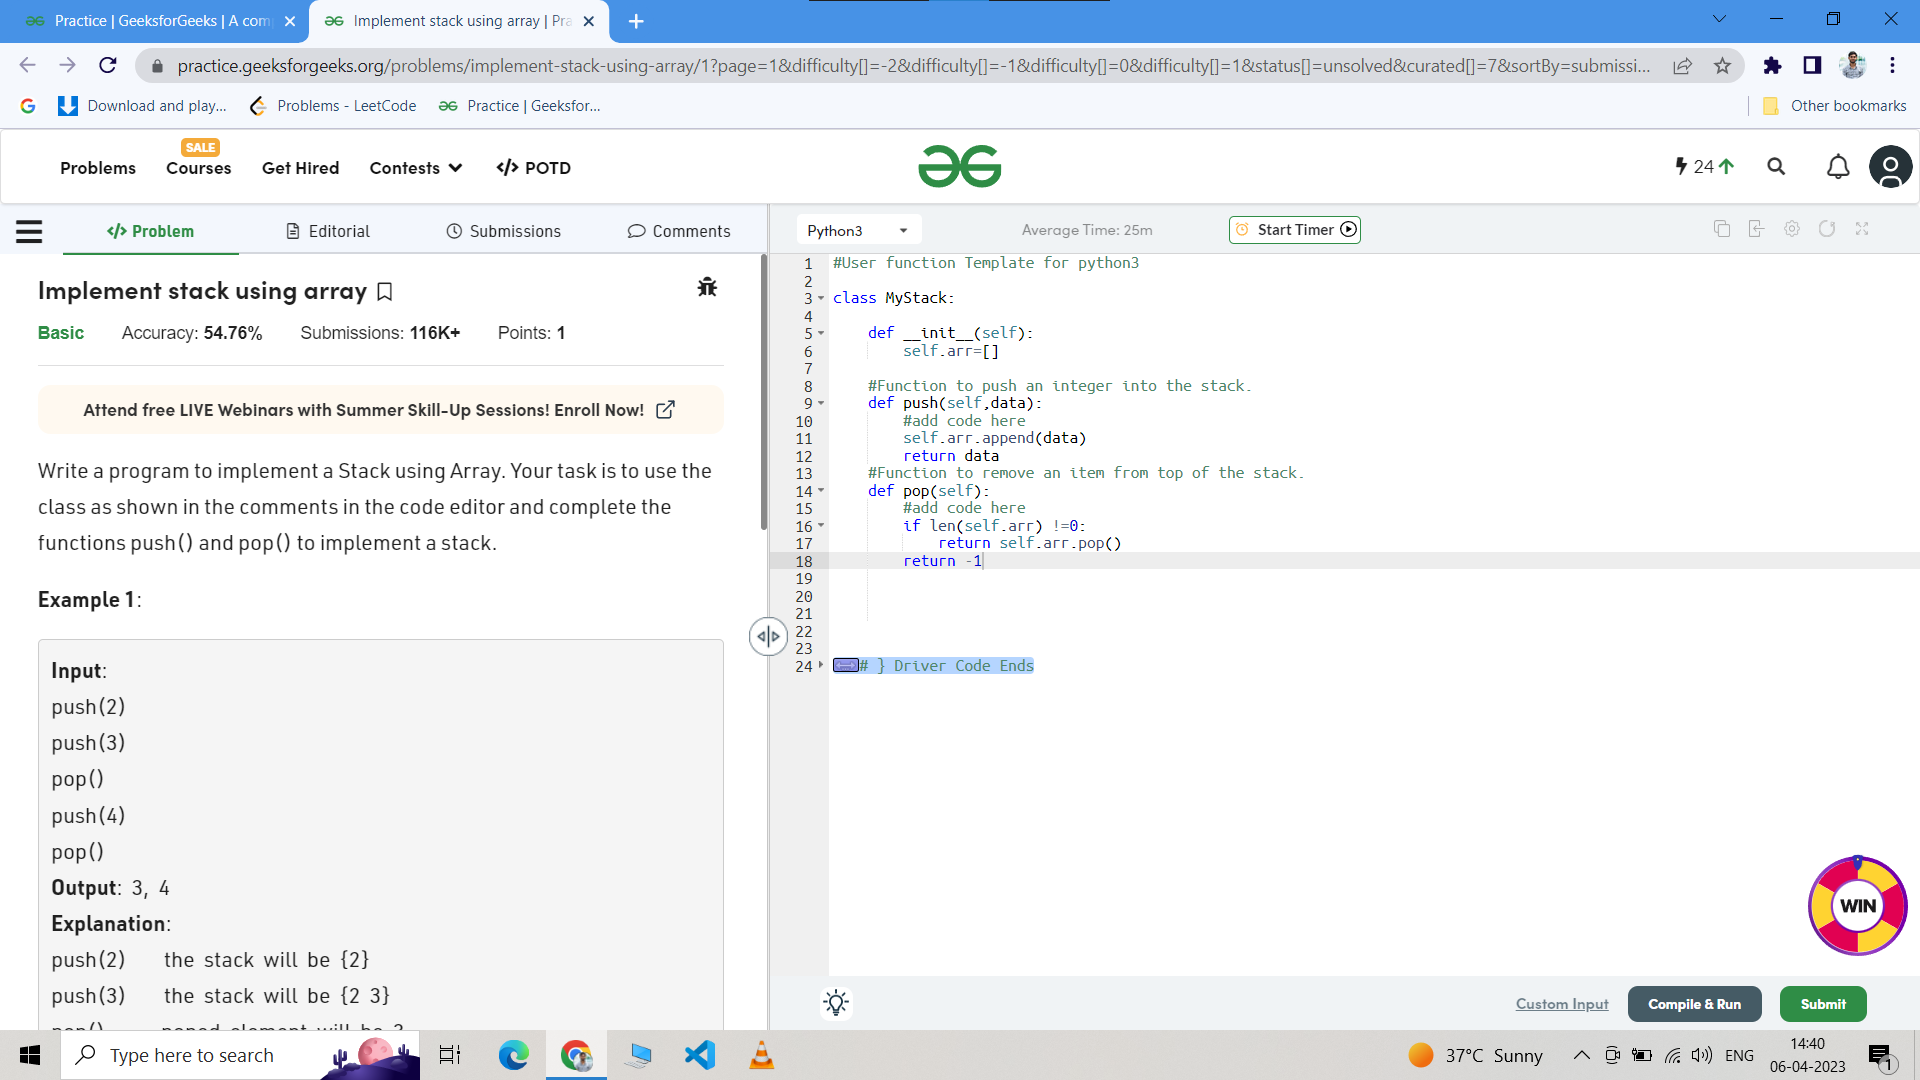 Practice | GeeksforGeeks | A com
Implement stack using array | Pra
practice.geeksforgeeks.org/problems/implement-stack-using-array/1?page=1&difficulty[]=-2&difficulty[]=-1&difficulty[]=0&difficulty[]=1&status[]=unsolved&curated[]=7&sortBy=submissi...
Download and play...
Problems - LeetCode
Practice | Geeksfor...
Other bookmarks
SALE
Problems
Courses
Get Hired
Contests
</> POTD
24
</> Problem
Editorial
Submissions
Comments
Python3
Average Time: 25m
Start Timer
Implement stack using array
Basic Accuracy: 54.76% Submissions: 116K+ Points: 1
Attend free LIVE Webinars with Summer Skill-Up Sessions! Enroll Now!
Write a program to implement a Stack using Array. Your task is to use the
class as shown in the comments in the code editor and complete the
functions push() and pop() to implement a stack.
Example 1:
Input:
push(2)
push(3)
pop()
push(4)
pop()
Output: 3, 4
Explanation:
push(2) the stack will be {2}
push(3) the stack will be {2 3}
pop() poped element will be 3
1 #User function Template for python3
2
3 class MyStack:
4
5 def __init__(self):
6 self.arr=[]
7
8 #Function to push an integer into the stack.
9 def push(self,data):
10 #add code here
11 self.arr.append(data)
12 return data
13 #Function to remove an item from top of the stack.
14 def pop(self):
15 #add code here
16 if len(self.arr) !=0:
17 return self.arr.pop()
18 return -1
19
20
21
22
23
24 # } Driver Code Ends
WIN
Custom Input
Compile & Run
Submit
Type here to search
37°C Sunny
ENG
14:40
06-04-2023
1